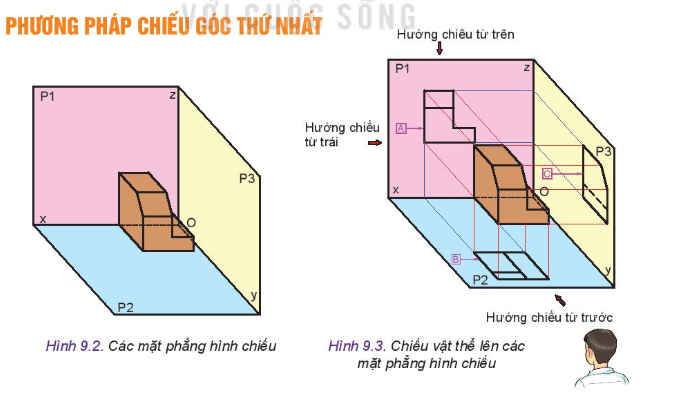 VỚI CUỘC SỐNG
PHƯƠNG PHÁP CHIẾU GÓC THỨ NHẤT
P1
z
P3
x
O
y
P2
Hình 9.2. Các mặt phẳng hình chiếu
Hướng chiếu từ trên
P1
z
A
Hướng chiếu
từ trái
P3
C
x
O
B
P2
y
Hướng chiếu từ trước
Hình 9.3. Chiếu vật thể lên các
mặt phẳng hình chiếu